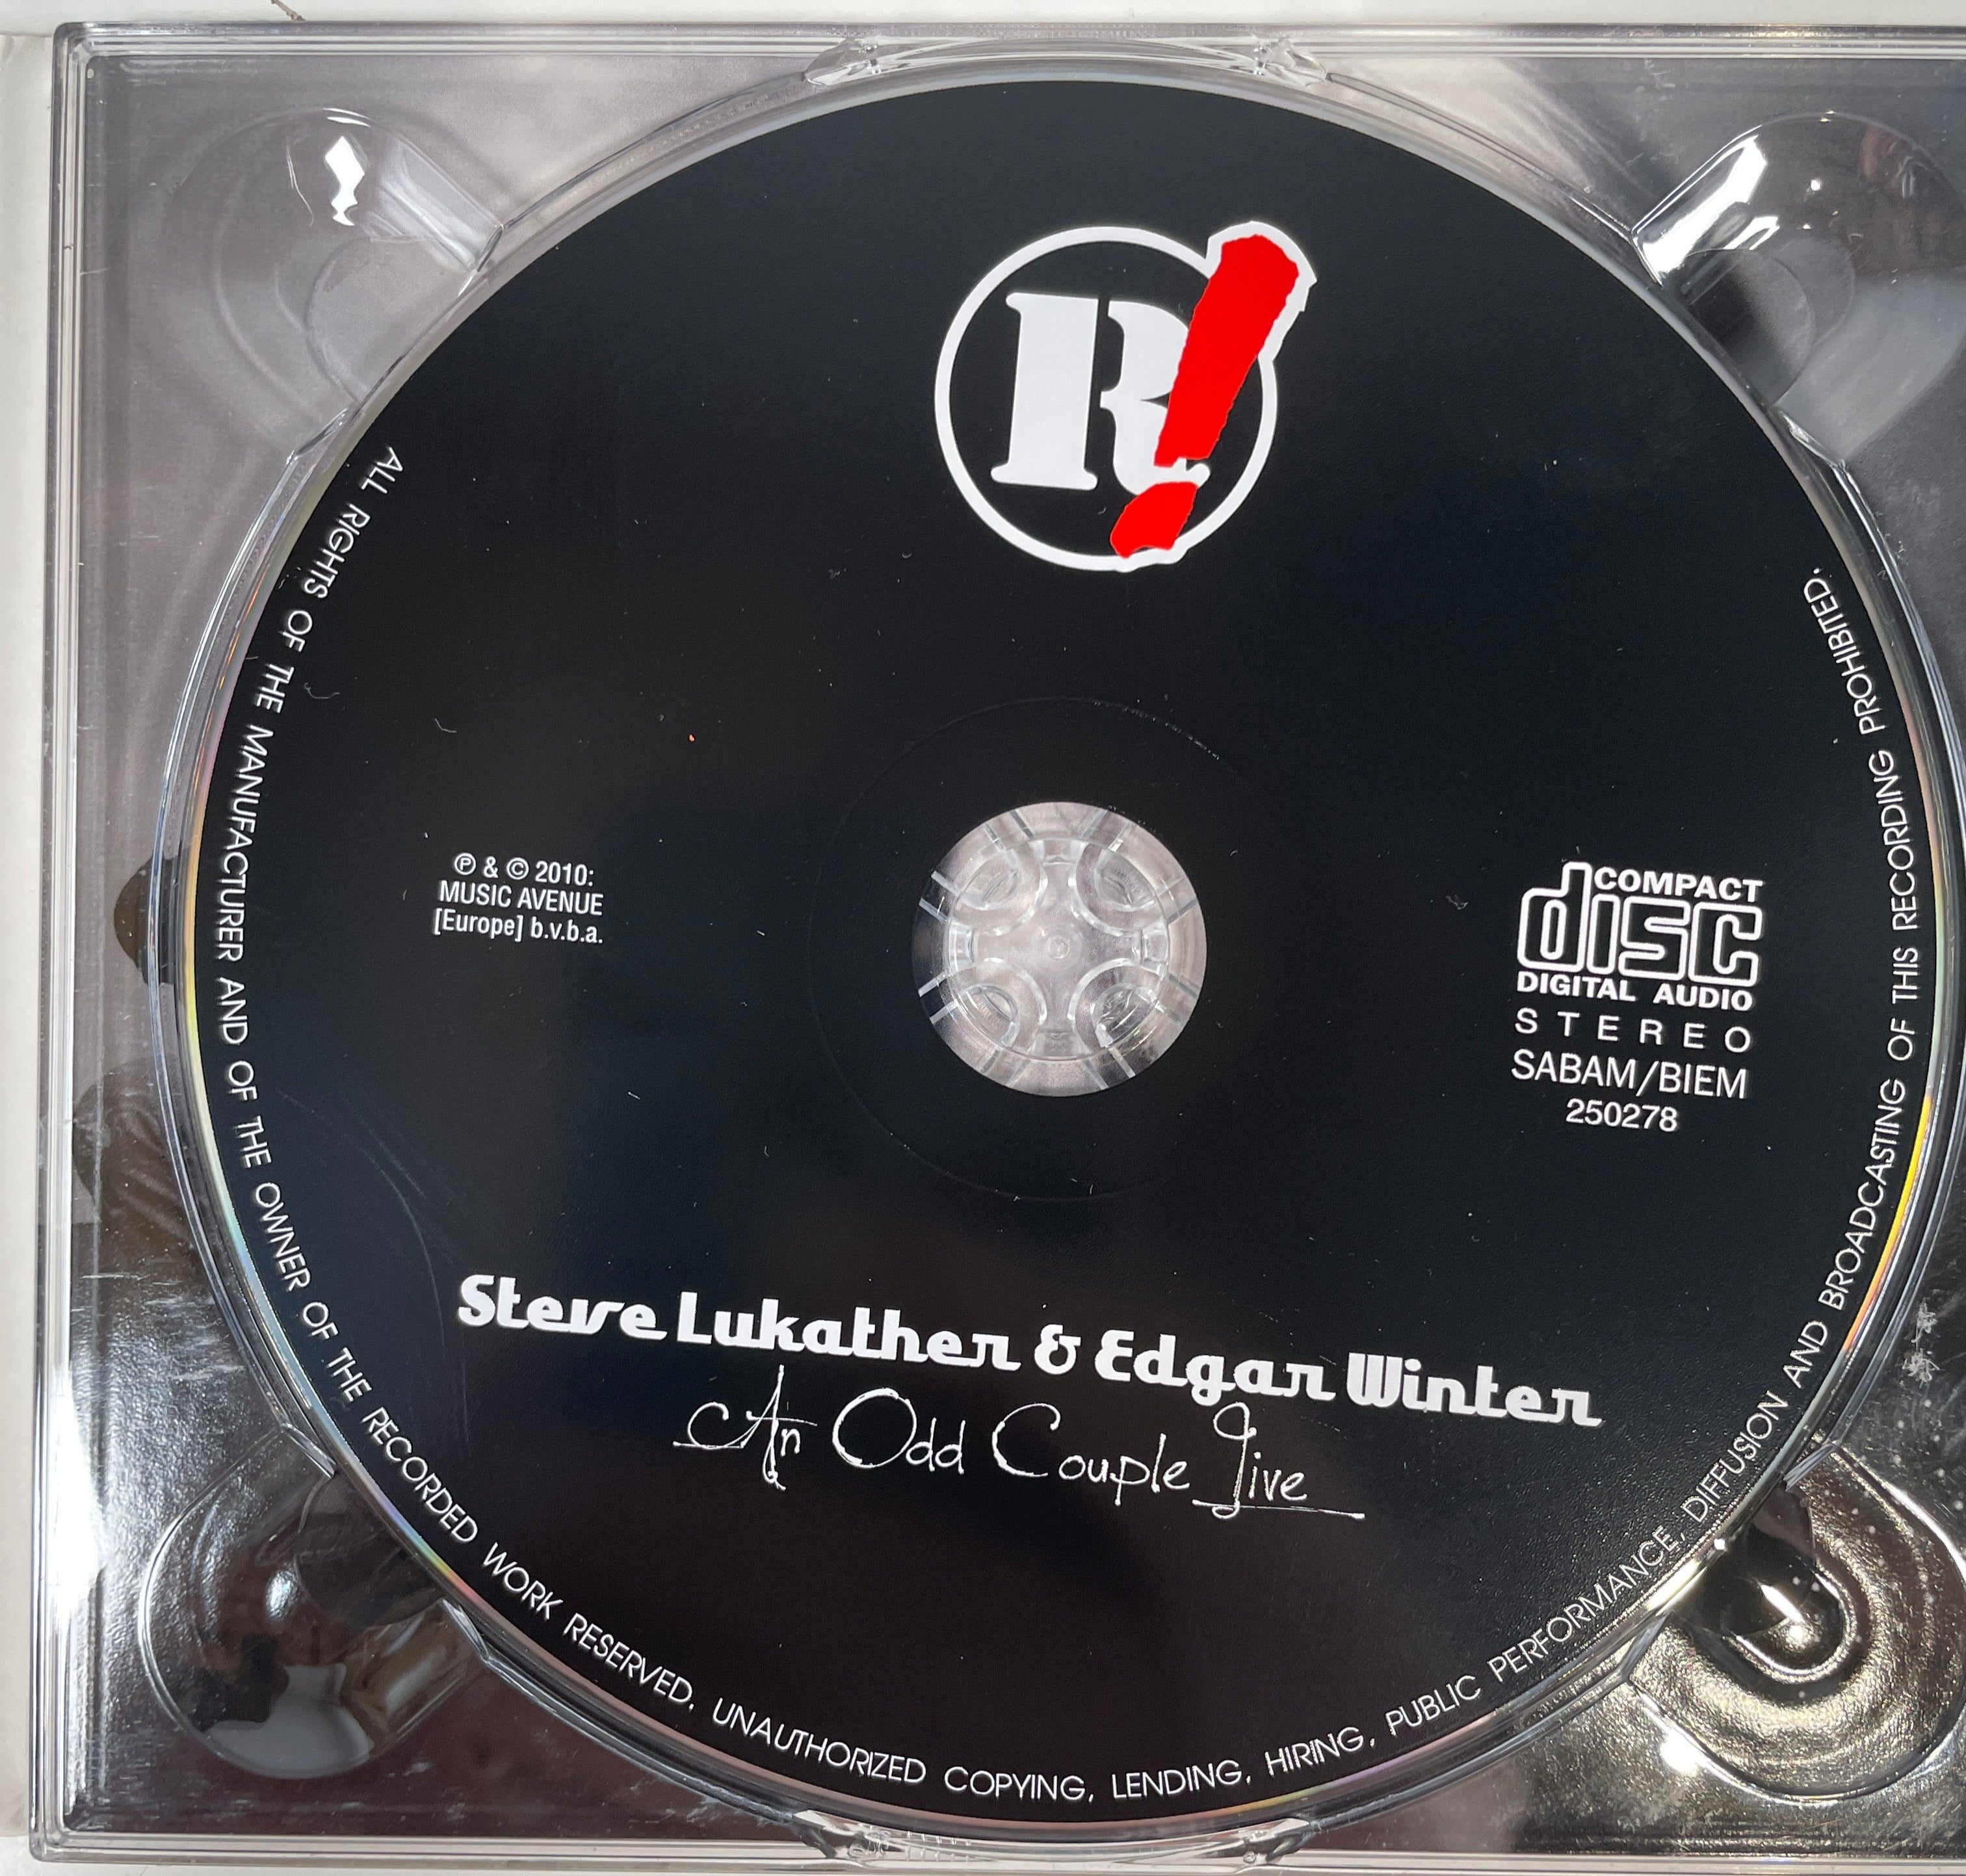 R!
℗ & © 2010:
MUSIC AVENUE
[Europe] b.v.b.a.
COMPACT
disc
DIGITAL AUDIO
STEREO
SABAM/BIEM
250278
Steve Lukather & Edgar Winter
An Odd Couple Live
ALL RIGHTS OF THE MANUFACTURER AND OF THE OWNER OF THE RECORDED WORK RESERVED. UNAUTHORIZED COPYING, LENDING, HIRING, PUBLIC PERFORMANCE, DIFFUSION AND BROADCASTING OF THIS RECORDING PROHIBITED.